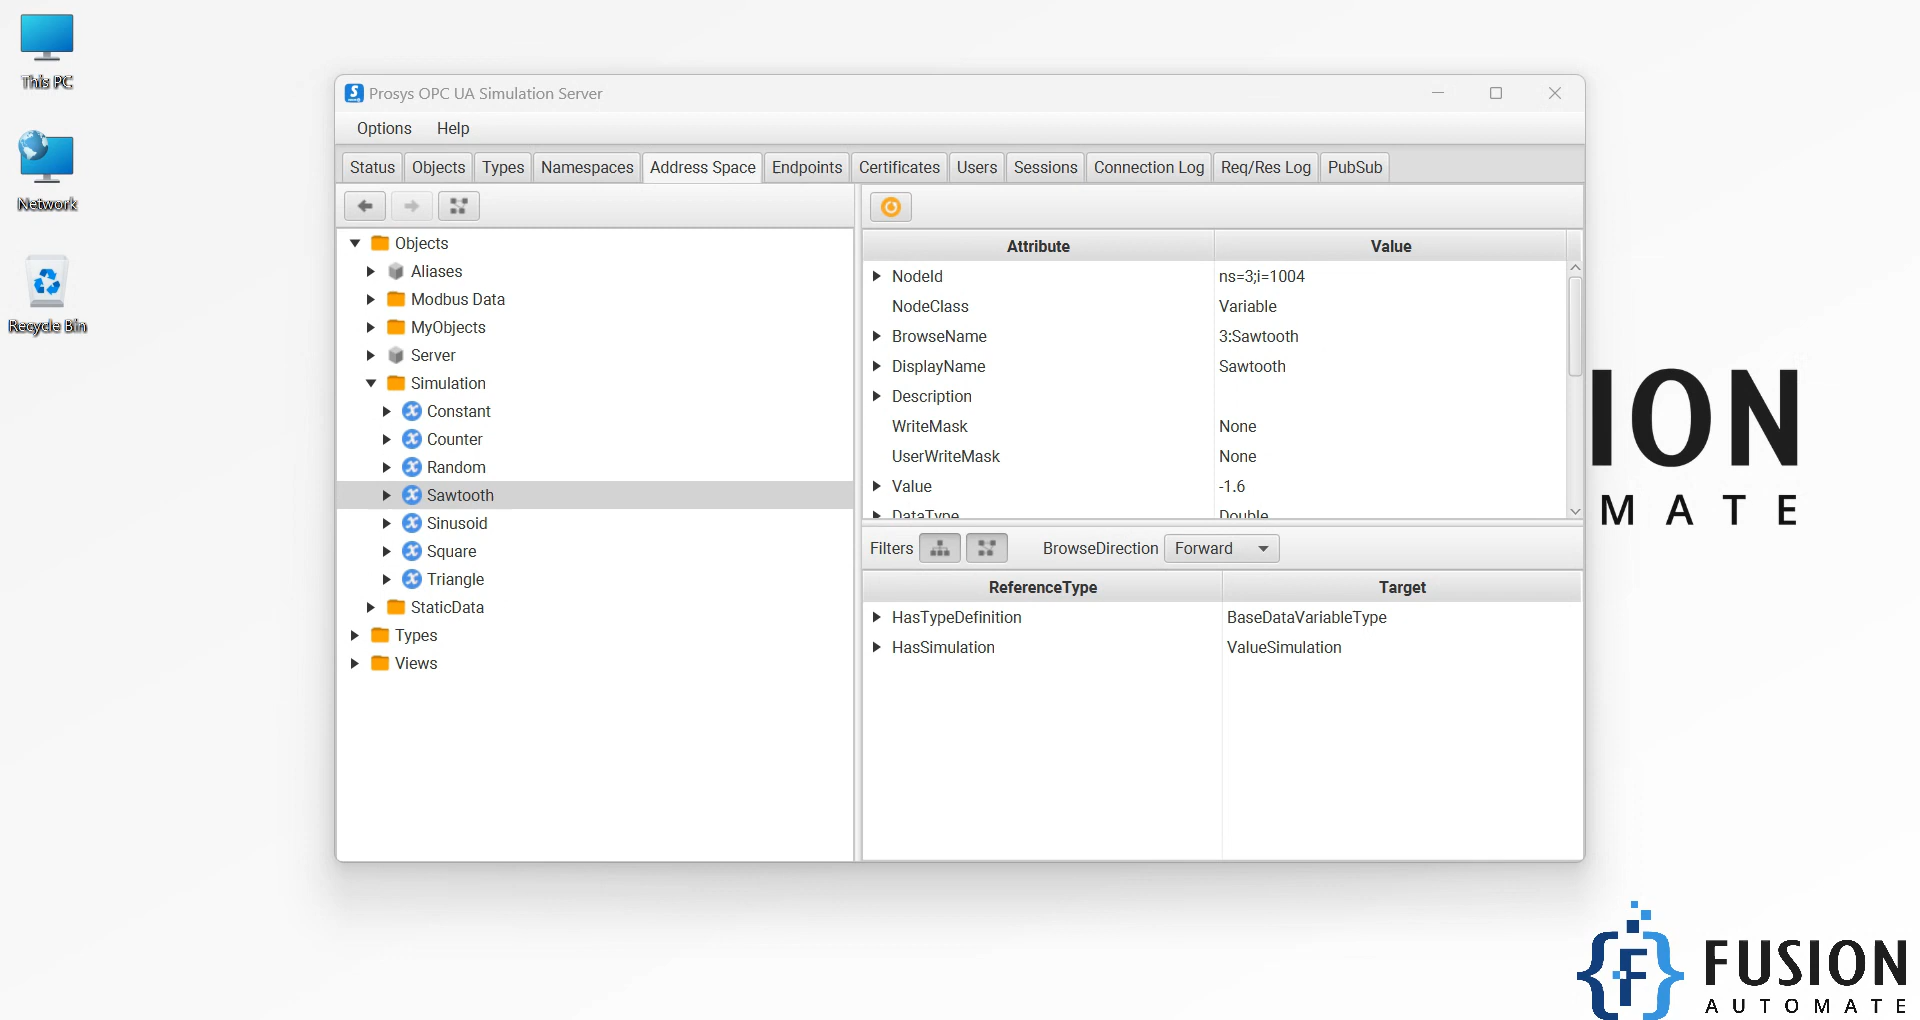 This PC
Network
Recycle Bin
Prosys OPC UA Simulation Server
Options Help
Status Objects Types Namespaces Address Space Endpoints Certificates Users Sessions Connection Log Req/Res Log PubSub
Objects
Aliases
Modbus Data
MyObjects
Server
Simulation
Constant
Counter
Random
Sawtooth
Sinusoid
Square
Triangle
StaticData
Types
Views
Attribute Value
NodeId ns=3;i=1004
NodeClass Variable
BrowseName 3:Sawtooth
DisplayName Sawtooth
Description
WriteMask None
UserWriteMask None
Value -1.6
DataType Double
Filters BrowseDirection Forward
ReferenceType Target
HasTypeDefinition BaseDataVariableType
HasSimulation ValueSimulation
ION
MATE
FUSION
AUTOMATE